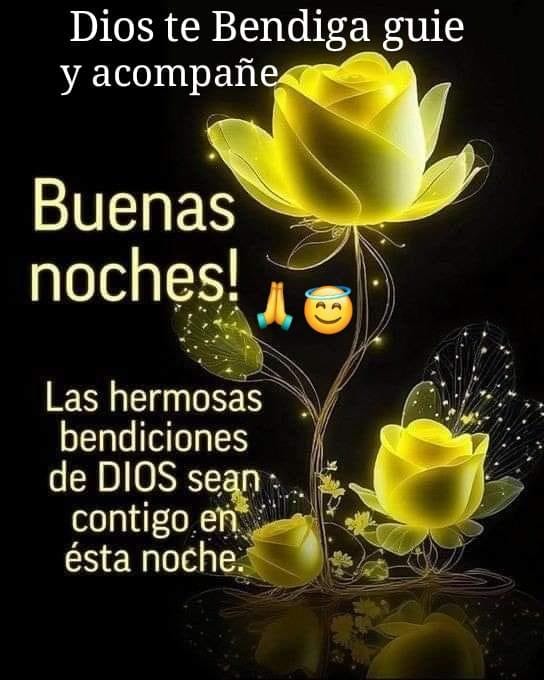 Dios te Bendiga guie
y acompañe
Buenas
noches!
🙏😇
Las hermosas
bendiciones
de DIOS sean
contigo en
ésta noche.